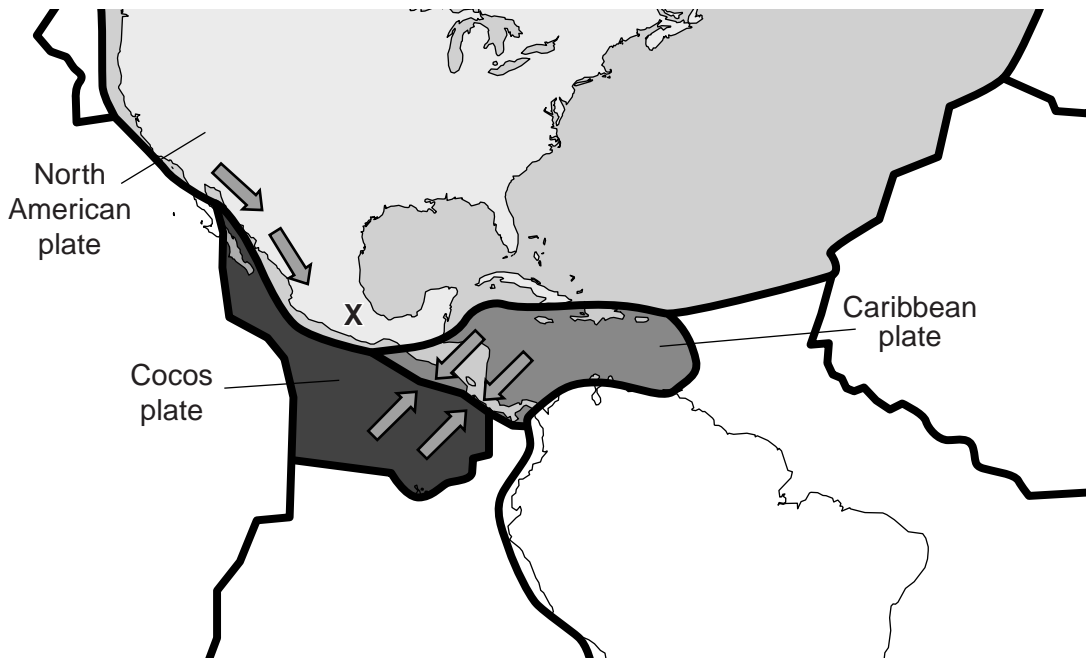 North
American
plate
X
Caribbean
plate
Cocos
plate